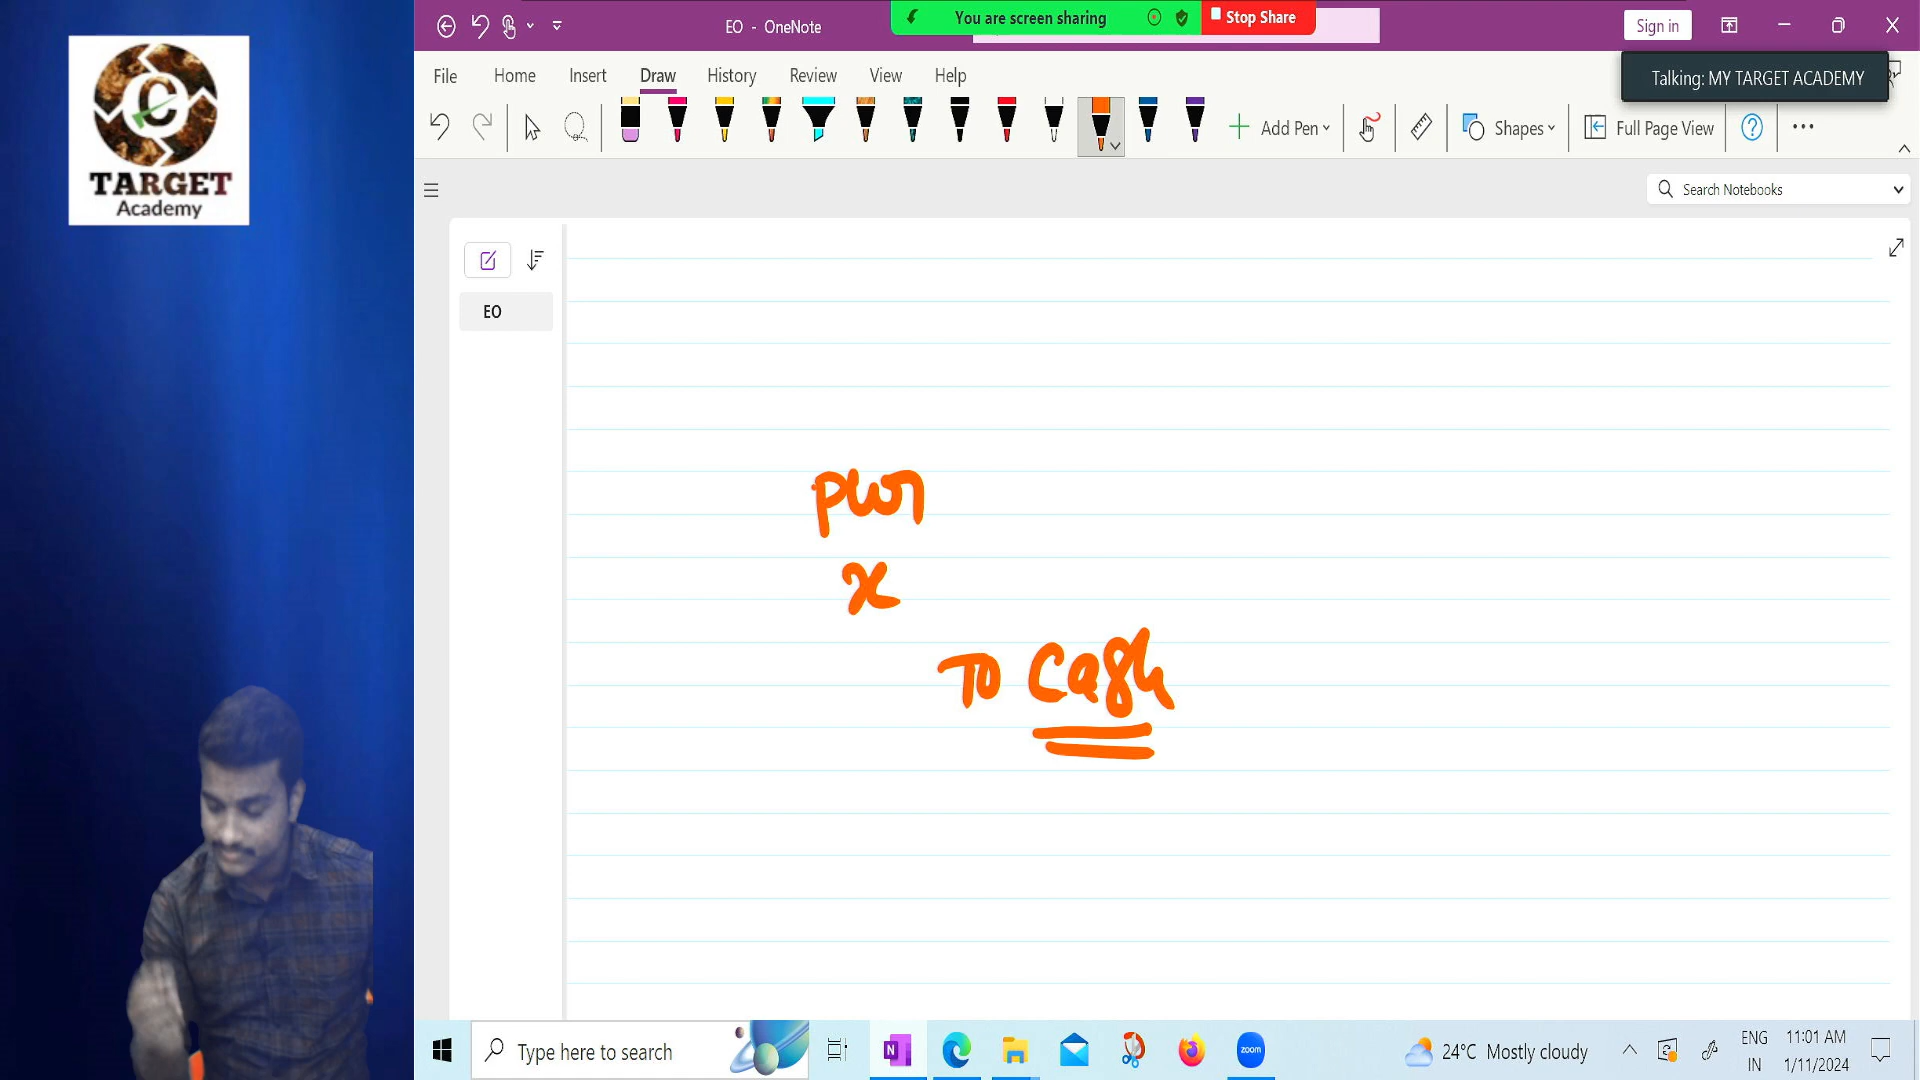 TARGET
Academy
EO - OneNote
You are screen sharing
Stop Share
Sign in
Talking: MY TARGET ACADEMY
File
Home
Insert
Draw
History
Review
View
Help
Add Pen
Shapes
Full Page View
Search Notebooks
EO
x
To Cash
Type here to search
zoom
24°C Mostly cloudy
ENG
IN
11:01 AM
1/11/2024